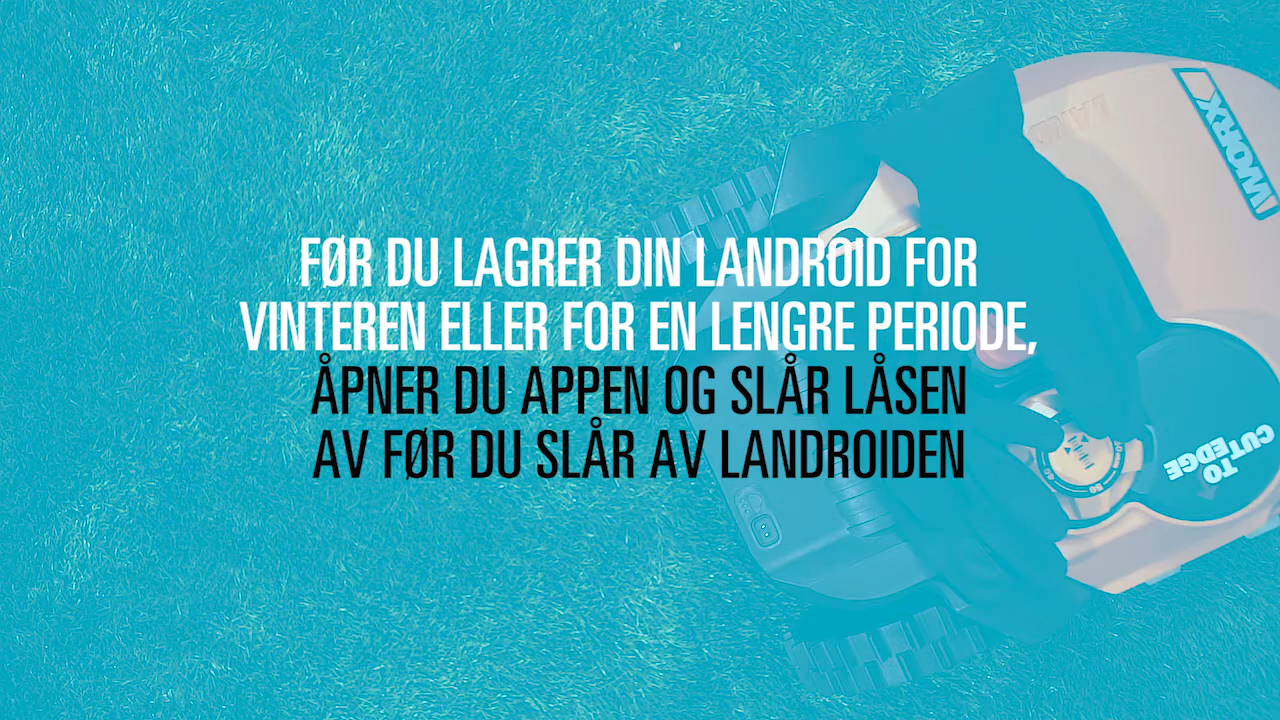 WORX
LAND
FØR DU LAGRER DIN LANDROID FOR
VINTEREN ELLER FOR EN LENGRE PERIODE,
ÅPNER DU APPEN OG SLÅR LÅSEN
AV FØR DU SLÅR AV LANDROIDEN
CUT TO
EDGE